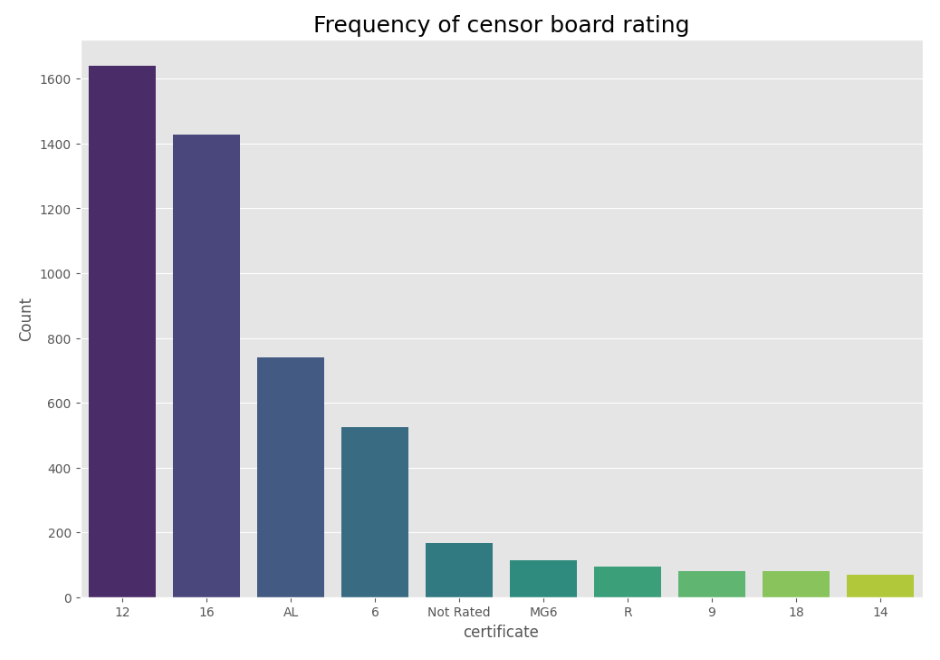 Frequency of censor board rating
1600
1400
1200
1000
800
600
400
200
0
Count
12 16 AL 6 Not Rated MG6 R 9 18 14
certificate